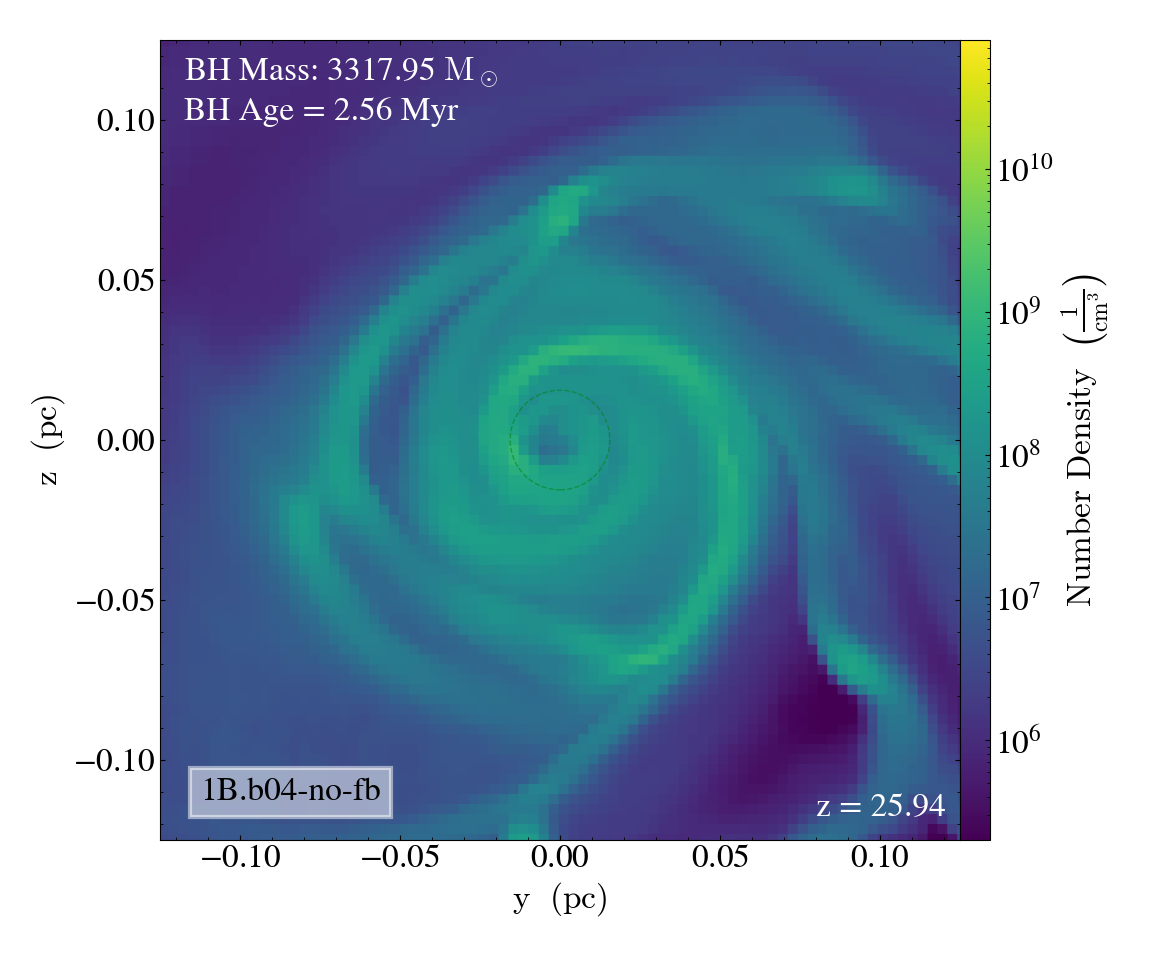 BH Mass: 3317.95 M⊙
BH Age = 2.56 Myr
0.10
0.05
0.00
−0.05
−0.10
z (pc)
1B.b04-no-fb
z = 25.94
−0.10 −0.05 0.00 0.05 0.10
y (pc)
10^10
10^9
10^8
10^7
10^6
Number Density (1/cm^3)